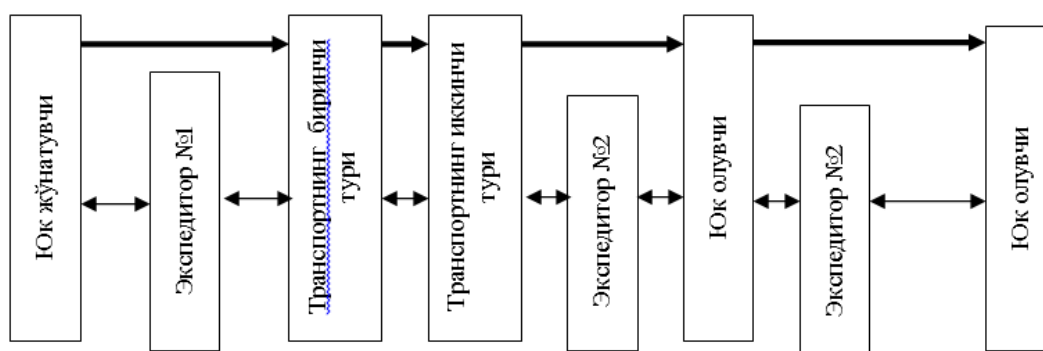 Юк жўнатувчи
Экспедитор №1
Транспортнинг биринчи
тури
Транспортнинг иккинчи
тури
Экспедитор №2
Юк олувчи
Экспедитор №2
Юк олувчи